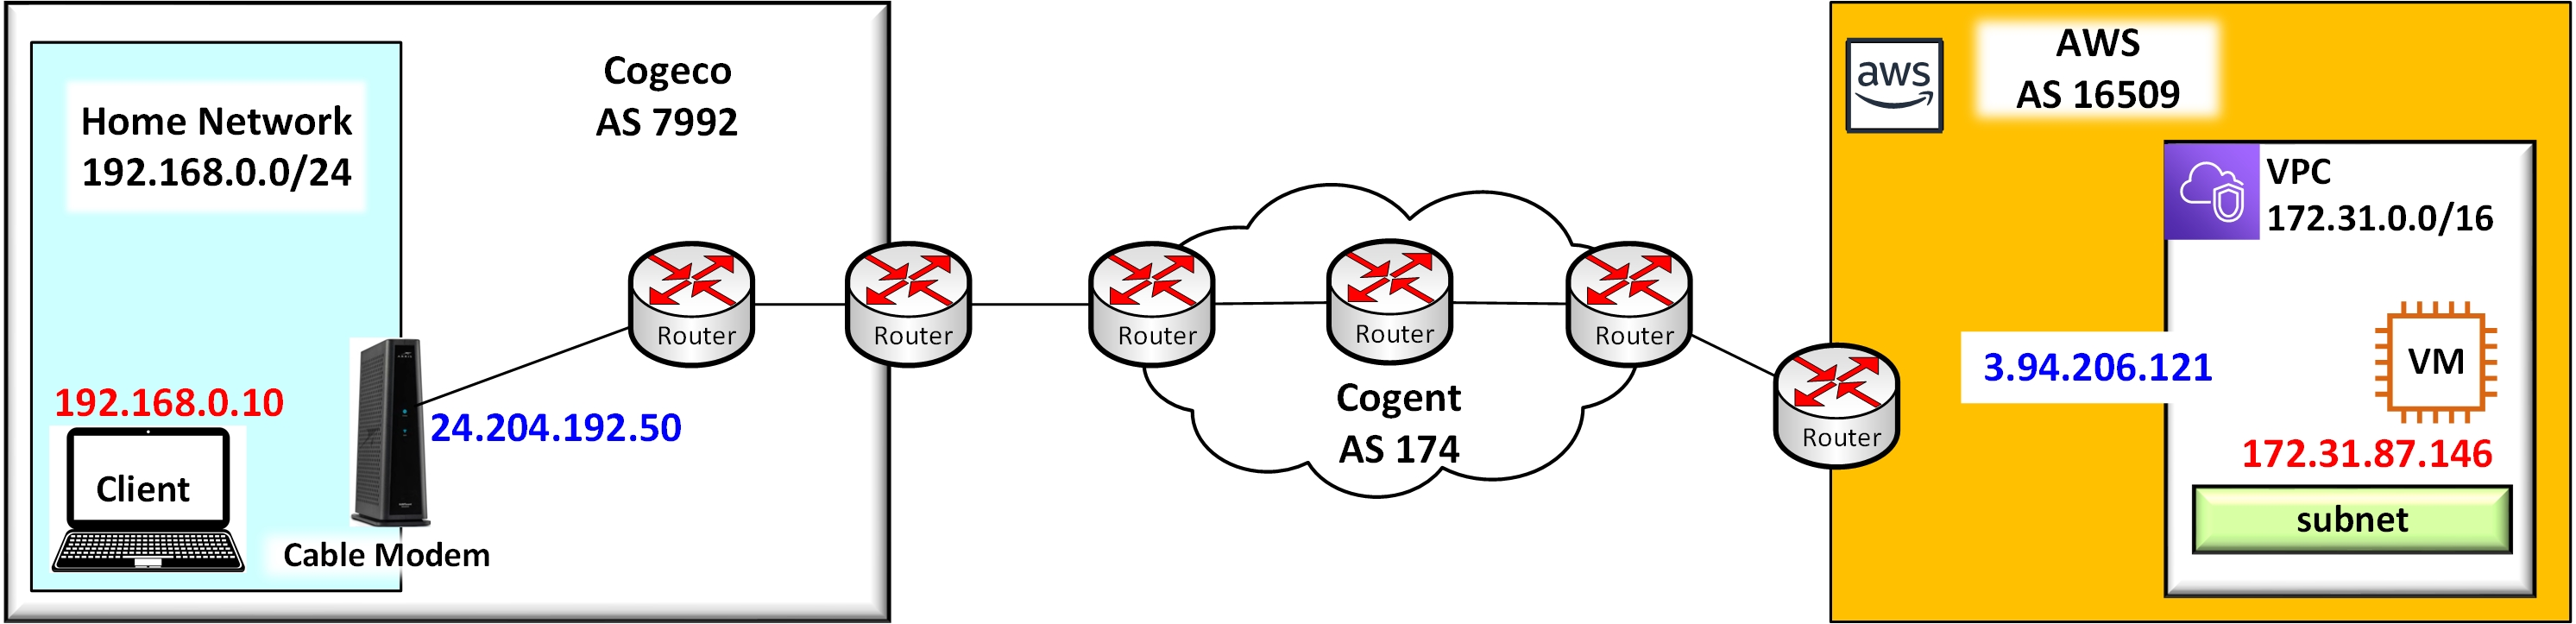 Home Network
192.168.0.0/24
Cogeco
AS 7992
192.168.0.10
Client
24.204.192.50
Cable Modem
Router
Router
Router
Router
Router
Cogent
AS 174
Router
aws
AWS
AS 16509
VPC
172.31.0.0/16
3.94.206.121
VM
172.31.87.146
subnet